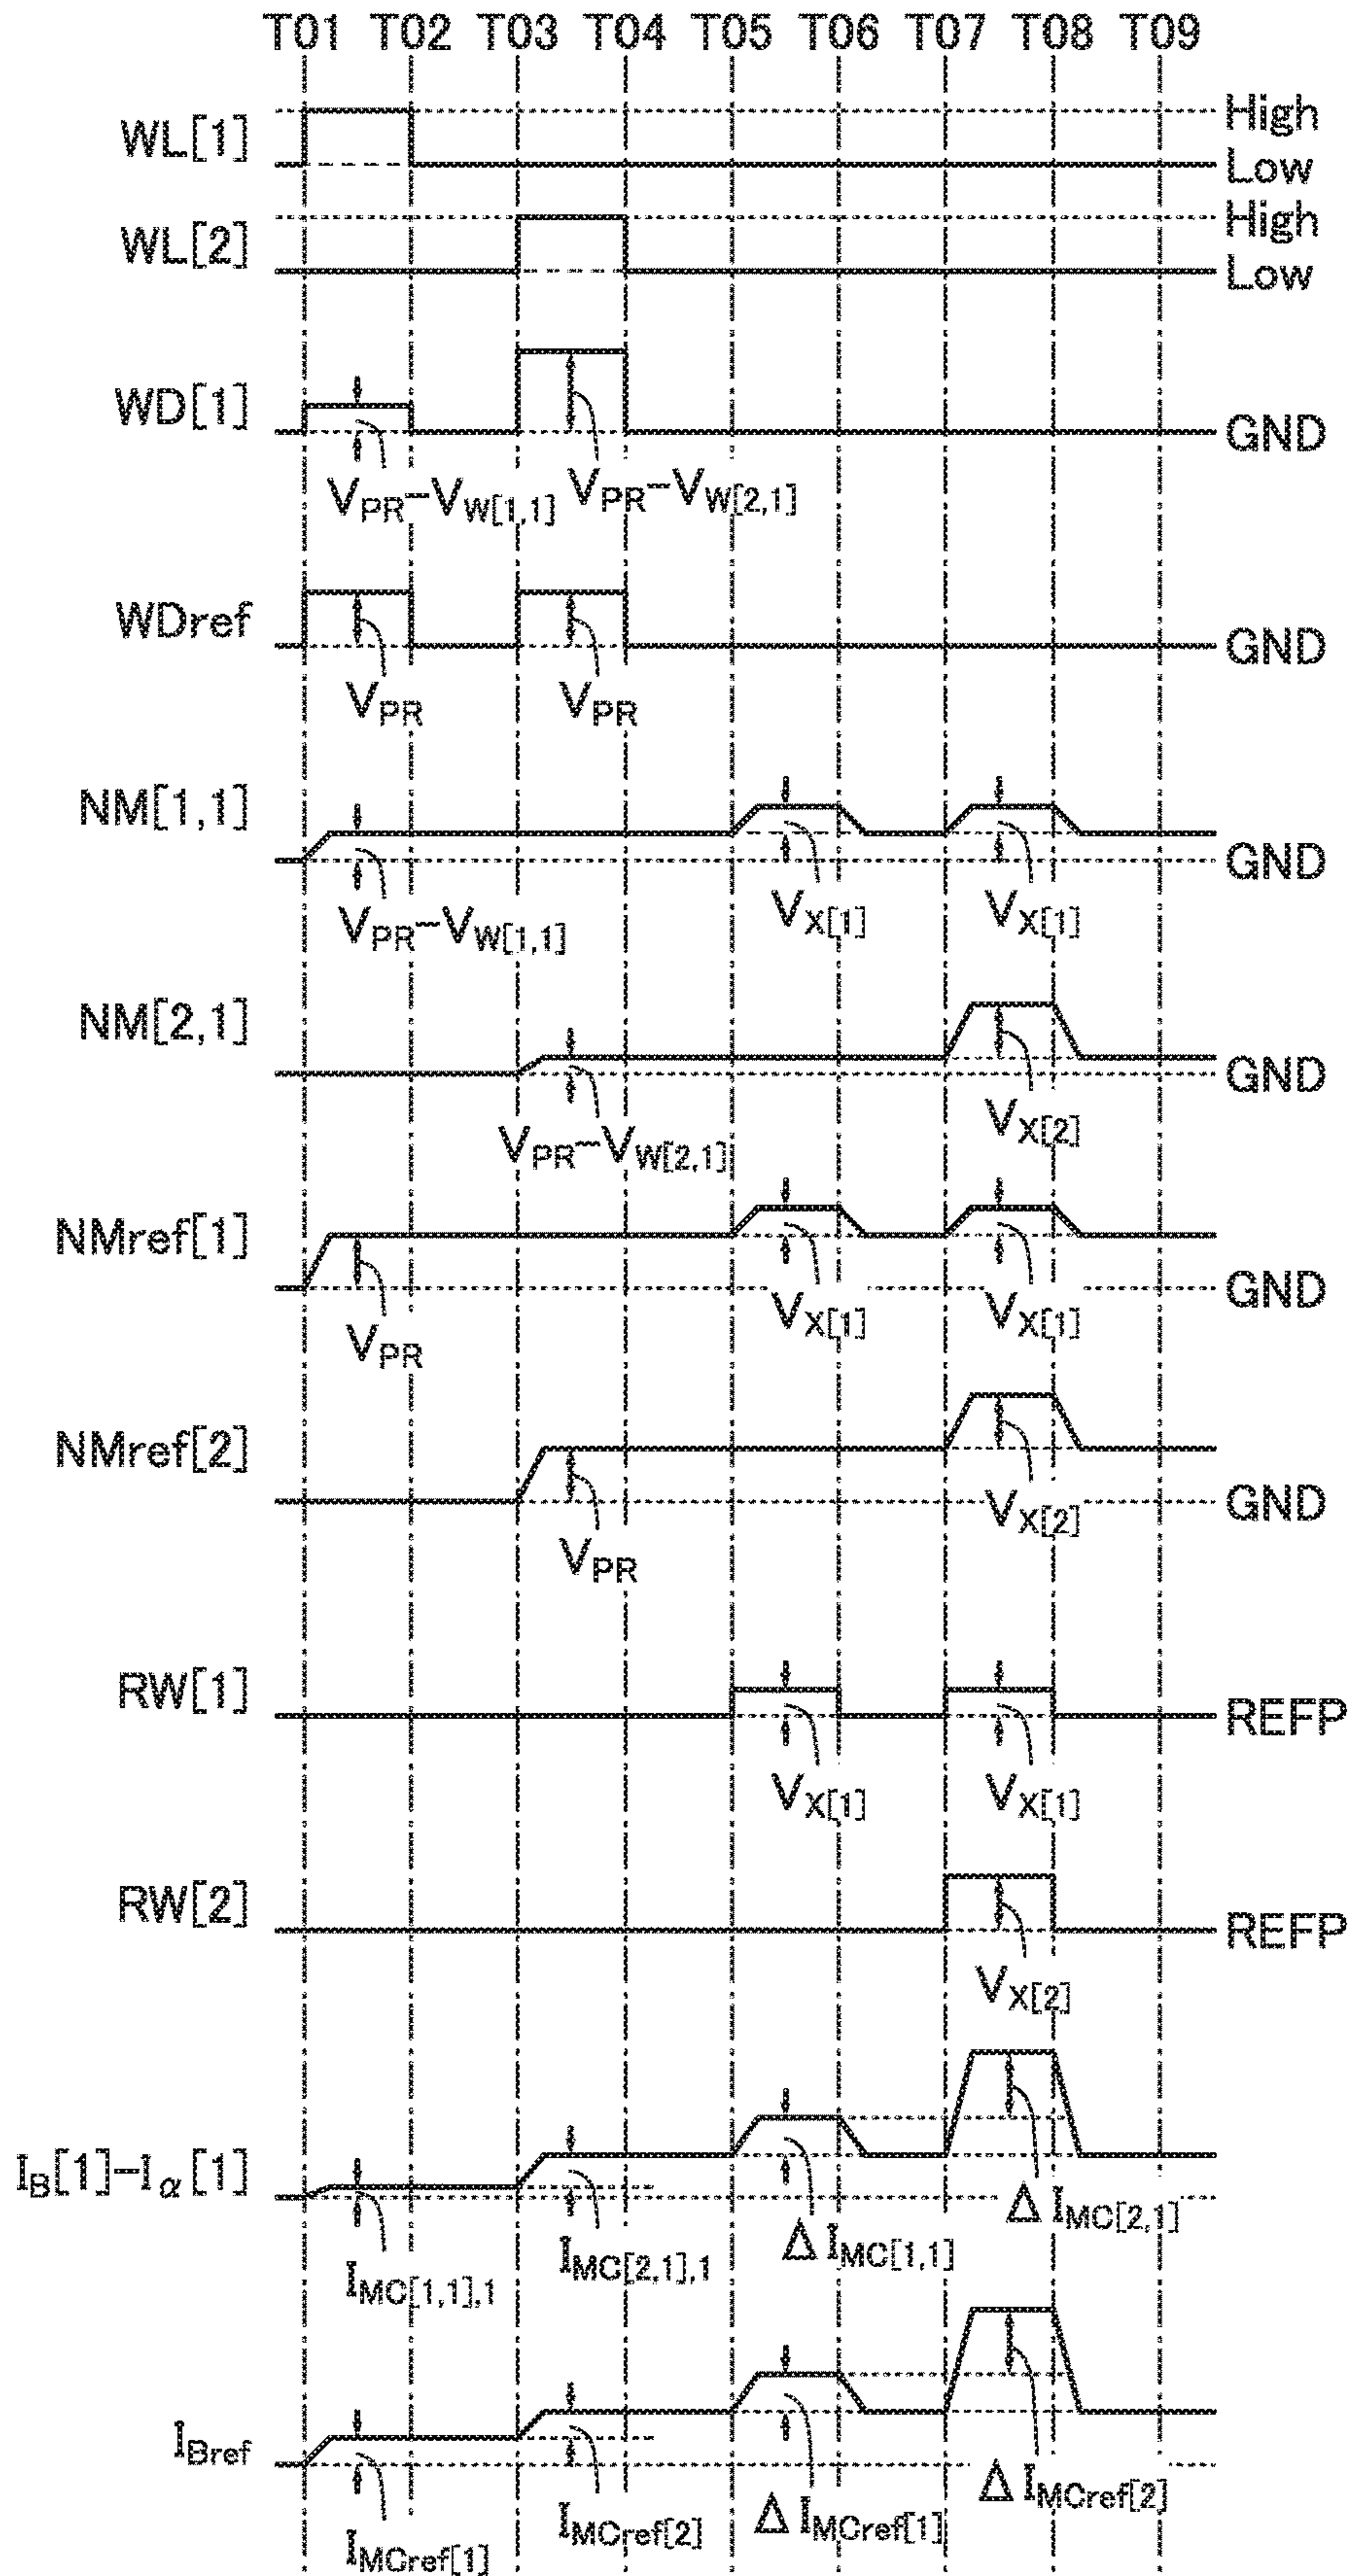 T01 T02 T03 T04 T05 T06 T07 T08 T09
WL[1] High
Low
WL[2] High
Low
WD[1] GND
VPR-VW[1,1] VPR-VW[2,1]
WDref GND
VPR VPR
NM[1,1] GND
VPR-VW[1,1] VX[1] VX[1]
NM[2,1] GND
VPR-VW[2,1] VX[2]
NMref[1] GND
VPR VX[1] VX[1]
NMref[2] GND
VPR VX[2]
RW[1] REFP
VX[1] VX[1]
RW[2] REFP
VX[2]
IB[1]-Iα[1]
IMC[1,1],1 IMC[2,1],1 ΔIMC[1,1] ΔIMC[2,1]
IBref
IMCref[1] IMCref[2] ΔIMCref[1] ΔIMCref[2]